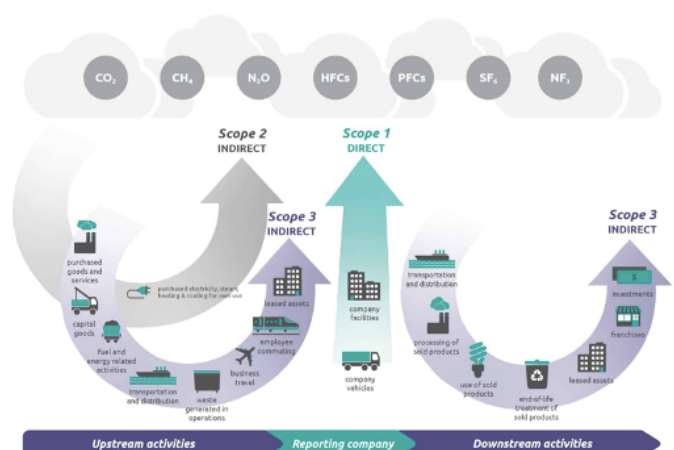 CO₂ CH₄ N₂O HFCs PFCs SF₆ NF₃
Scope 2
INDIRECT
Scope 1
DIRECT
Scope 3
INDIRECT
Scope 3
INDIRECT
purchased
goods and
services
capital
goods
fuel and
energy related
activities
transportation
and distribution
waste
generated in
operations
business
travel
employee
commuting
leased assets
purchased electricity, steam,
heating & cooling for own use
company
facilities
company
vehicles
transportation
and distribution
processing of
sold products
use of sold
products
end-of-life
treatment of
sold products
leased assets
franchises
investments
$
Upstream activities
Reporting company
Downstream activities